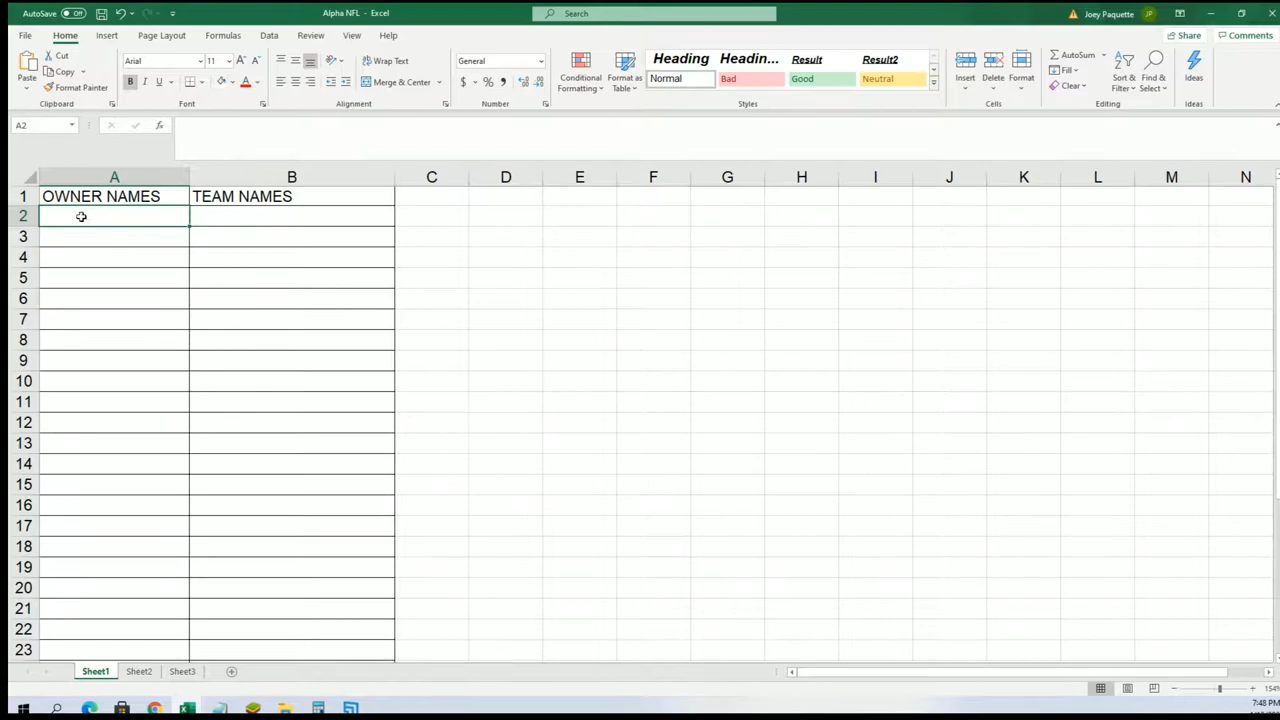 AutoSave Off Alpha NFL - Excel Search Joey Paquette JP
File Home Insert Page Layout Formulas Data Review View Help Share Comments
Paste Cut Copy Format Painter Clipboard
Arial 11 A A B I U A Font
ab Wrap Text Merge & Center Alignment
General $ % , Number
Conditional Formatting Format as Table
Heading Headin... Result Result2
Normal Bad Good Neutral
Styles
Insert Delete Format Cells
AutoSum Fill Clear Sort & Filter Find & Select Editing
Ideas Ideas
A2 fx
A B C D E F G H I J K L M N
1 OWNER NAMES TEAM NAMES
2
3
4
5
6
7
8
9
10
11
12
13
14
15
16
17
18
19
20
21
22
23
Sheet1 Sheet2 Sheet3
154%
7:48 PM